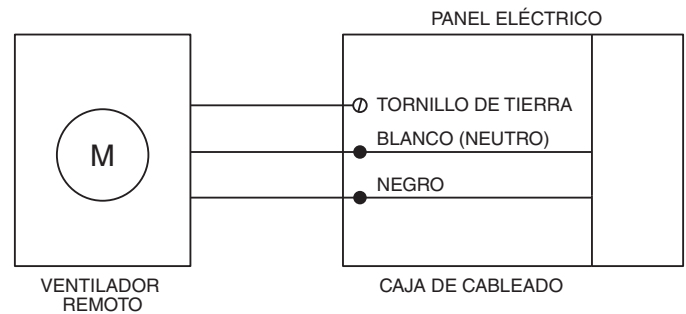 PANEL ELÉCTRICO
TORNILLO DE TIERRA
BLANCO (NEUTRO)
M
NEGRO
VENTILADOR
REMOTO
CAJA DE CABLEADO